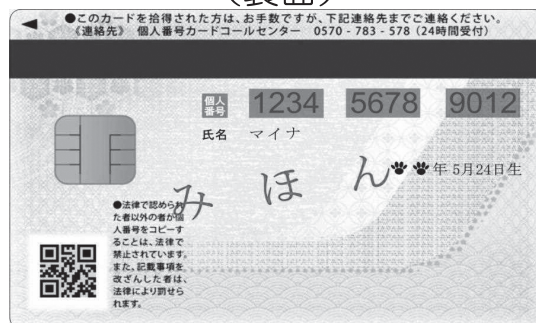 (裏面)
●このカードを拾得された方は、お手数ですが、下記連絡先までご連絡ください。
《連絡先》 個人番号カードコールセンター 0570-783-578(24時間受付)
個人番号 1234 5678 9012
氏名 マイナ
年 5月24日生
みほん
●法律で認められ
た者以外の者が個
人番号をコピーす
ることは、法律で
禁止されています。
また、記載事項を
改ざんした者は、
法律により罰せら
れます。